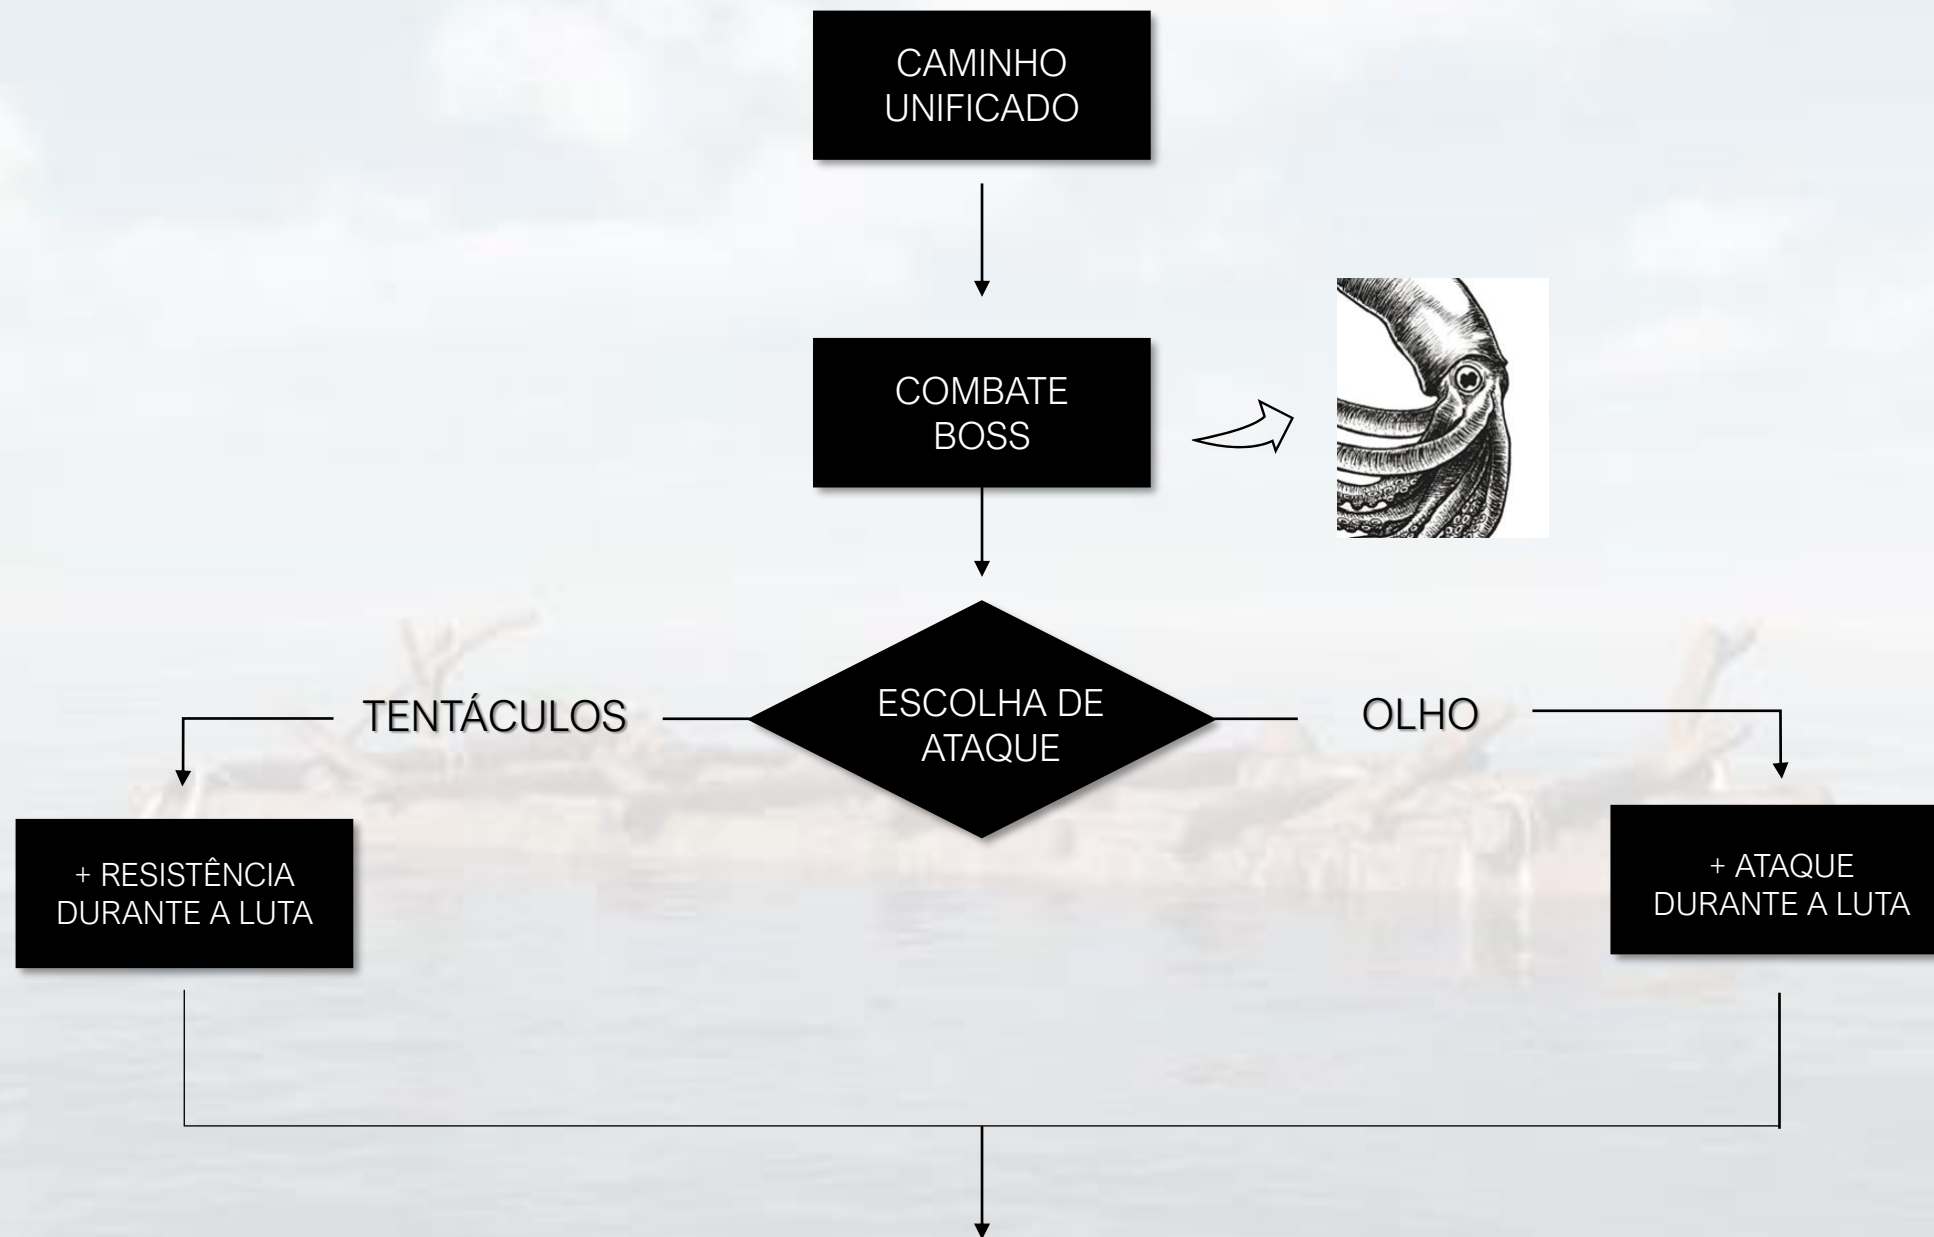 CAMINHO
UNIFICADO
COMBATE
BOSS
ESCOLHA DE
ATAQUE
TENTÁCULOS
OLHO
+ RESISTÊNCIA
DURANTE A LUTA
+ ATAQUE
DURANTE A LUTA